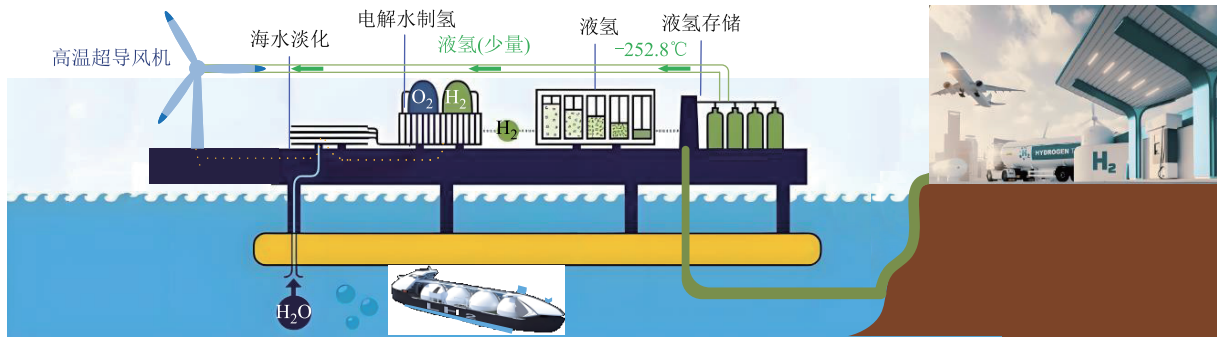 电解水制氢
海水淡化
液氢(少量)
液氢
液氢存储
高温超导风机
-252.8℃
O₂
H₂
H₂
HYDROGEN
H₂
H₂O
LH2